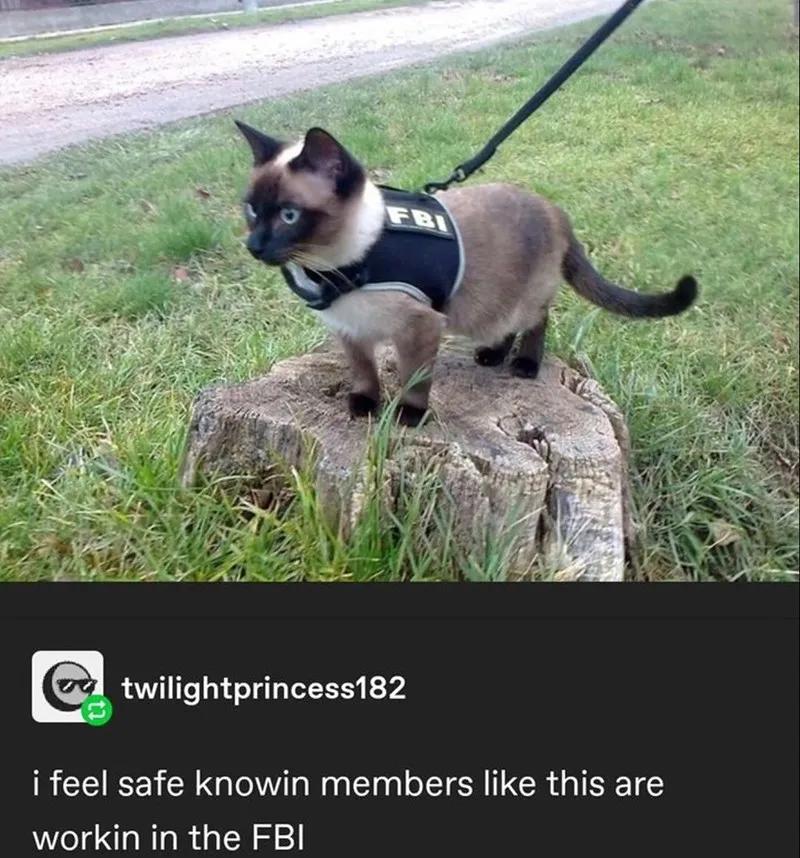 FBI
twilightprincess182
i feel safe knowin members like this are
workin in the FBI